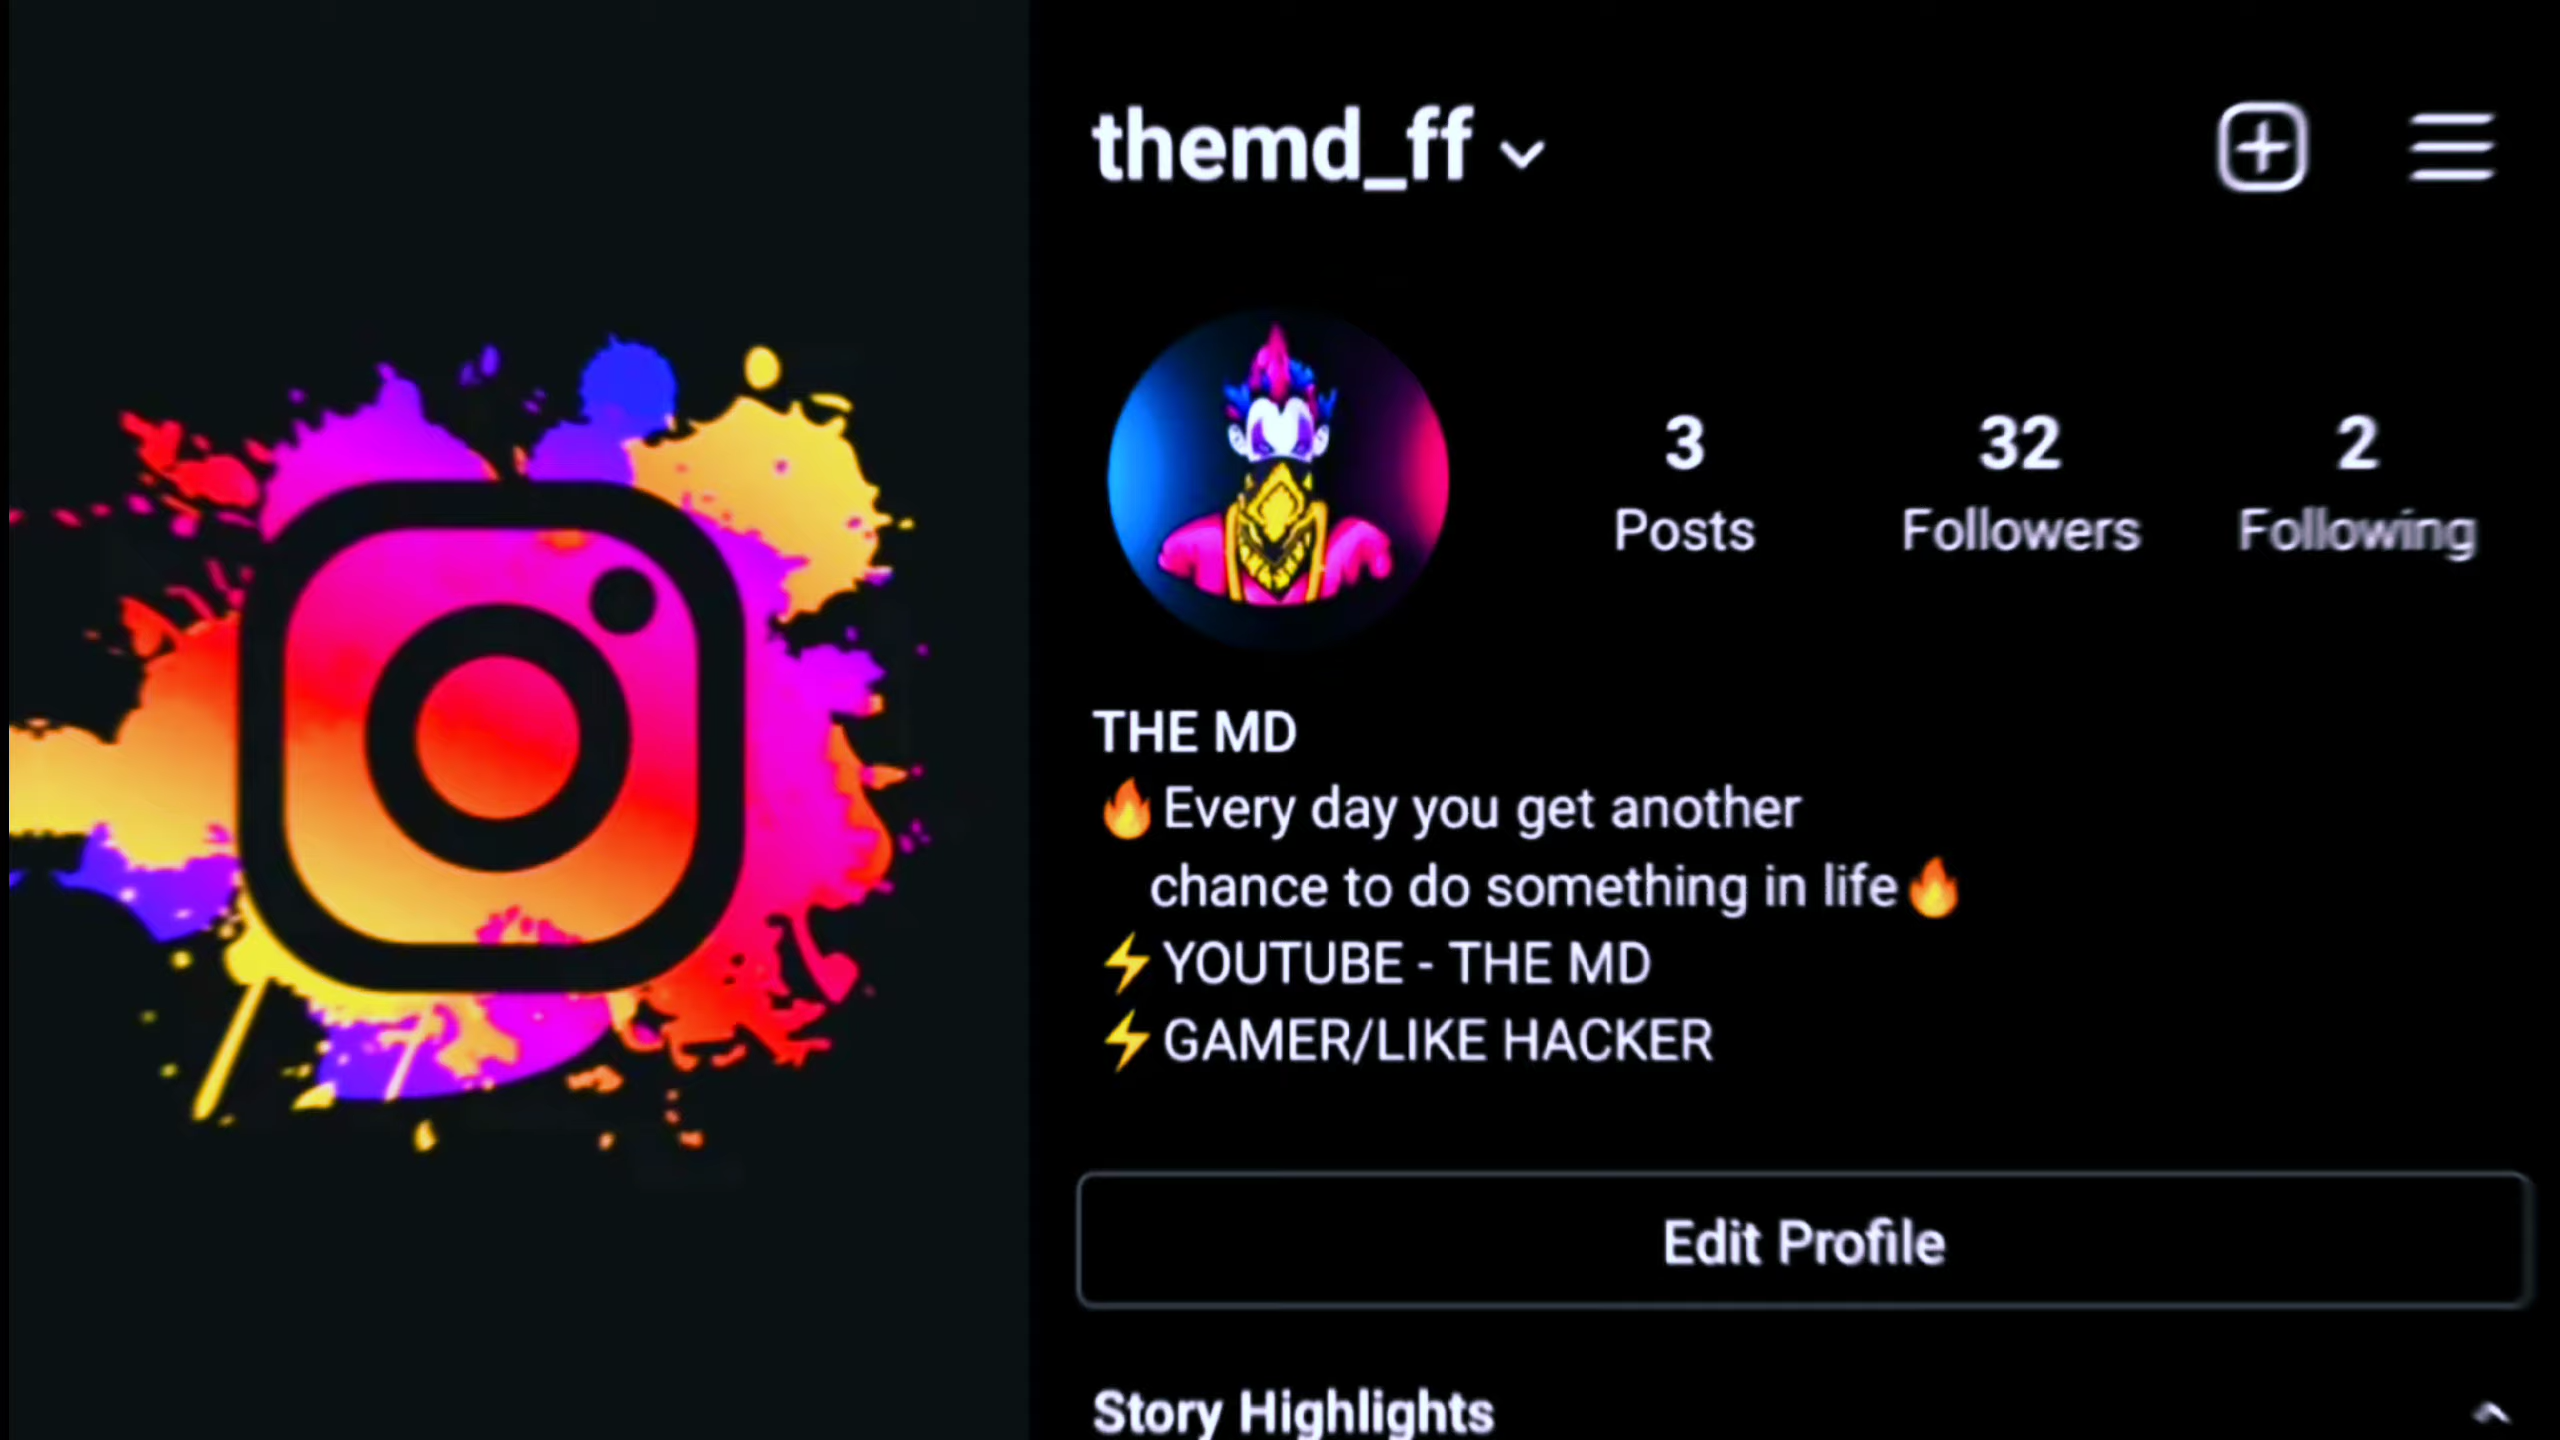 themd_ff
3
32
2
Posts
Followers
Following
THE MD
🔥Every day you get another
chance to do something in life🔥
⚡YOUTUBE - THE MD
⚡GAMER/LIKE HACKER
Edit Profile
Story Highlights